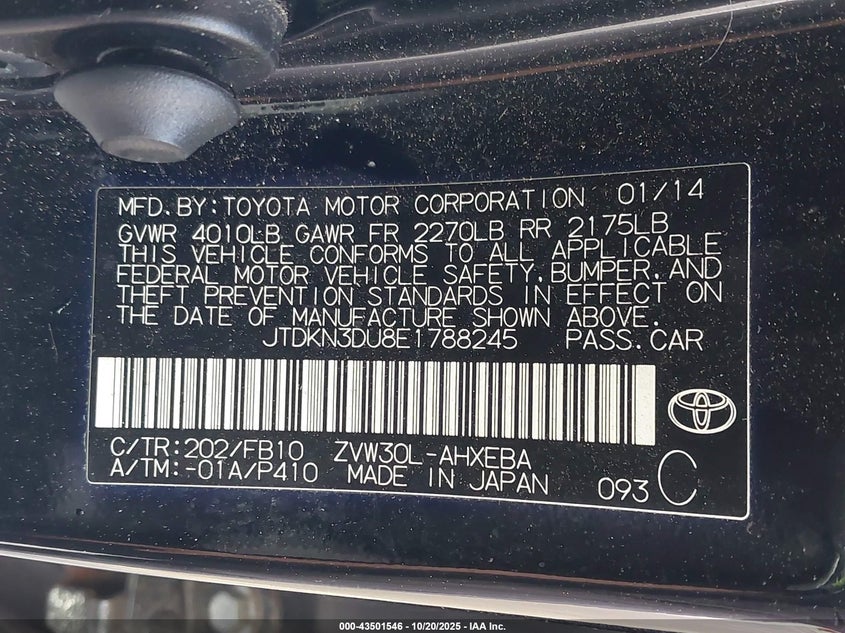 MFD.BY:TOYOTA MOTOR CORPORATION 01/14
GVWR 4010LB GAWR FR 2270LB RR 2175LB
THIS VEHICLE CONFORMS TO ALL APPLICABLE
FEDERAL MOTOR VEHICLE SAFETY,BUMPER,AND
THEFT PREVENTION STANDARDS IN EFFECT ON
THE DATE OF MANUFACTURE SHOWN ABOVE.
JTDKN3DU8E1788245 PASS.CAR
C/TR:202/FB10 ZVW30L-AHXEBA
A/TM:-01A/P410 MADE IN JAPAN 093 C
000-43501546 - 10/20/2025 - IAA Inc.